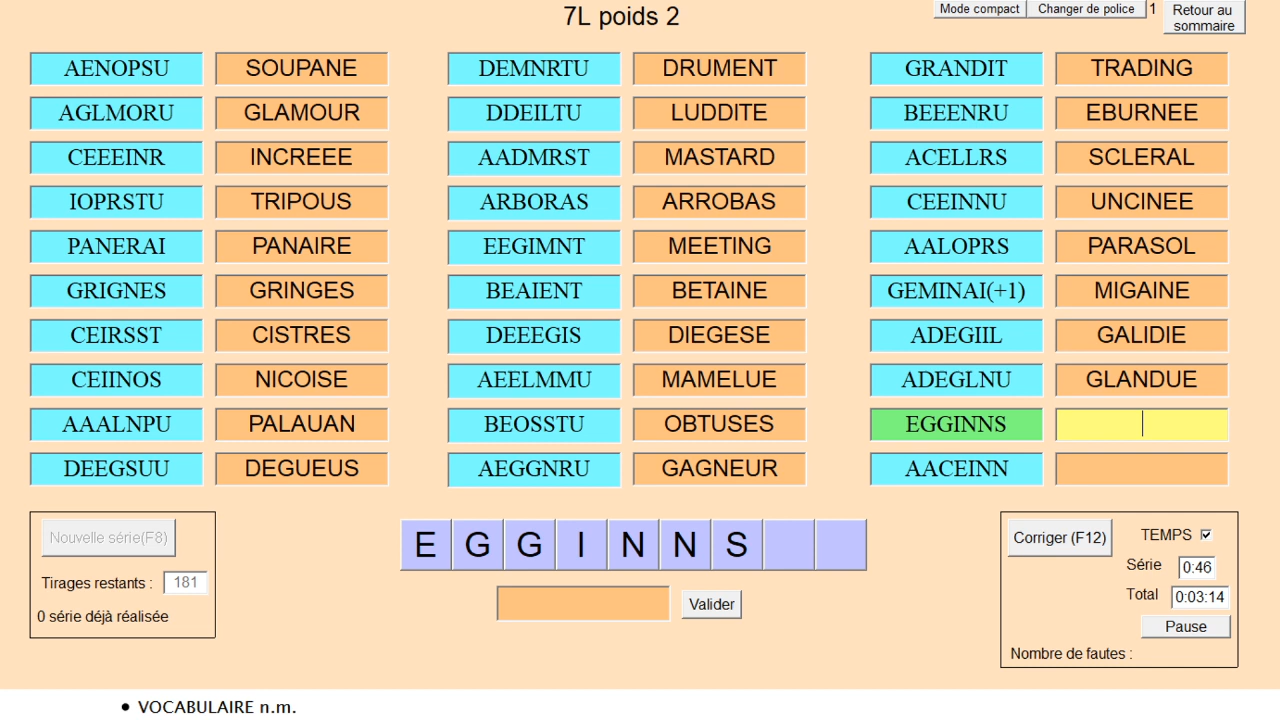 7L poids 2
Mode compact Changer de police 1 Retour au sommaire
AENOPSU SOUPANE DEMNRTU DRUMENT GRANDIT TRADING
AGLMORU GLAMOUR DDEILTU LUDDITE BEEENRU EBURNEE
CEEEINR INCREEE AADMRST MASTARD ACELLRS SCLERAL
IOPRSTU TRIPOUS ARBORAS ARROBAS CEEINNU UNCINEE
PANERAI PANAIRE EEGIMNT MEETING AALOPRS PARASOL
GRIGNES GRINGES BEAIENT BETAINE GEMINAI(+1) MIGAINE
CEIRSST CISTRES DEEEGIS DIEGESE ADEGIIL GALIDIE
CEIINOS NICOISE AEELMMU MAMELUE ADEGLNU GLANDUE
AAALNPU PALAUAN BEOSSTU OBTUSES EGGINNS
DEEGSUU DEGUEUS AEGGNRU GAGNEUR AACEINN
Nouvelle série(F8)
Tirages restants : 181
0 série déjà réalisée
E G G I N N S
Valider
Corriger (F12) TEMPS
Série 0:46
Total 0:03:14
Pause
Nombre de fautes :
• VOCABULAIRE n.m.